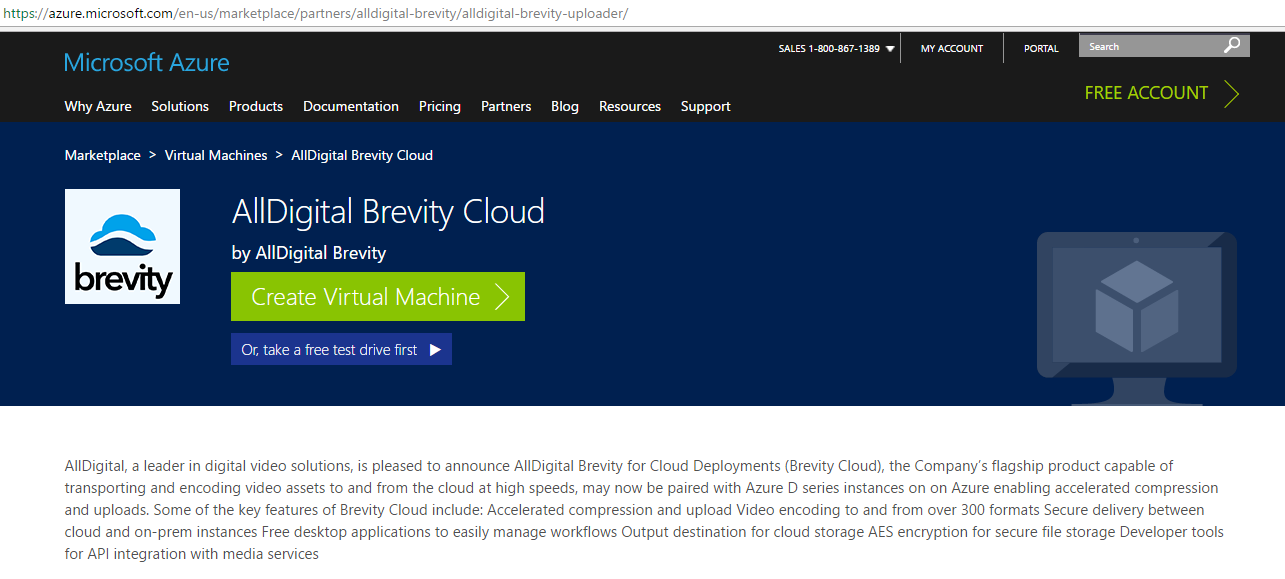 https://azure.microsoft.com/en-us/marketplace/partners/alldigital-brevity/alldigital-brevity-uploader/
SALES 1-800-867-1389
MY ACCOUNT
PORTAL
Search
Microsoft Azure
FREE ACCOUNT
Why Azure Solutions Products Documentation Pricing Partners Blog Resources Support
Marketplace > Virtual Machines > AllDigital Brevity Cloud
brevity
AllDigital Brevity Cloud
by AllDigital Brevity
Create Virtual Machine
Or, take a free test drive first
AllDigital, a leader in digital video solutions, is pleased to announce AllDigital Brevity for Cloud Deployments (Brevity Cloud), the Company's flagship product capable of
transporting and encoding video assets to and from the cloud at high speeds, may now be paired with Azure D series instances on on Azure enabling accelerated compression
and uploads. Some of the key features of Brevity Cloud include: Accelerated compression and upload Video encoding to and from over 300 formats Secure delivery between
cloud and on-prem instances Free desktop applications to easily manage workflows Output destination for cloud storage AES encryption for secure file storage Developer tools
for API integration with media services